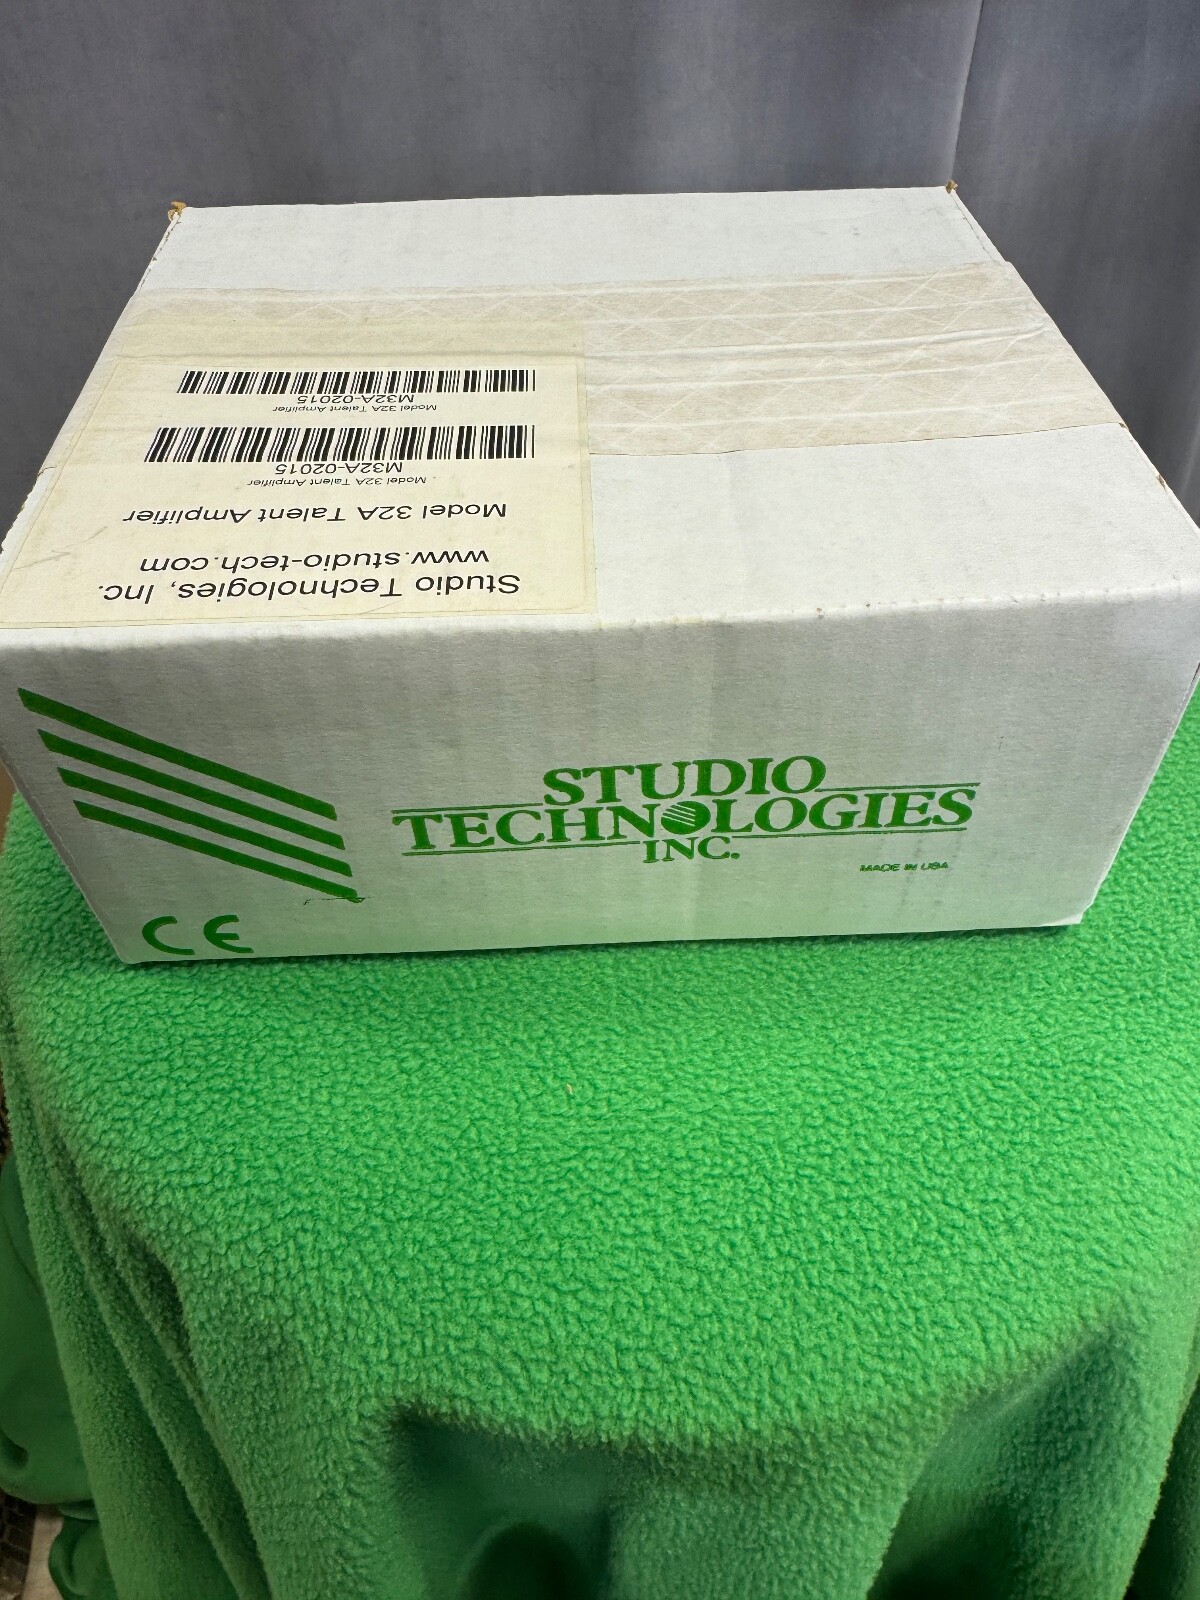 Studio Technologies, Inc.
www.studio-tech.com
Model 32A Talent Amplifier
Model 32A Talent Amplifier
M32A-02015
Model 32A Talent Amplifier
M32A-02015
STUDIO
TECHNOLOGIES
INC.
MADE IN USA
CE